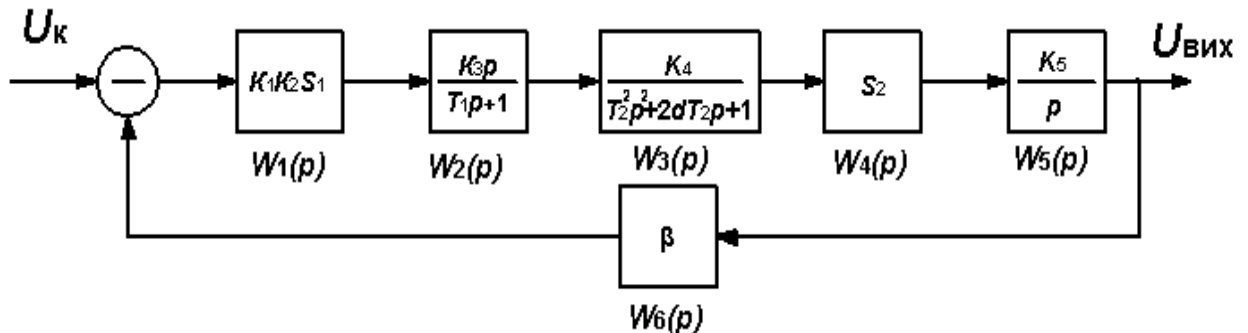 Uк
Uвих
−
K1K2S1
K3p
T1p+1
K4
T2²p²+2dT2p+1
S2
K5
p
W1(p)
W2(p)
W3(p)
W4(p)
W5(p)
β
W6(p)